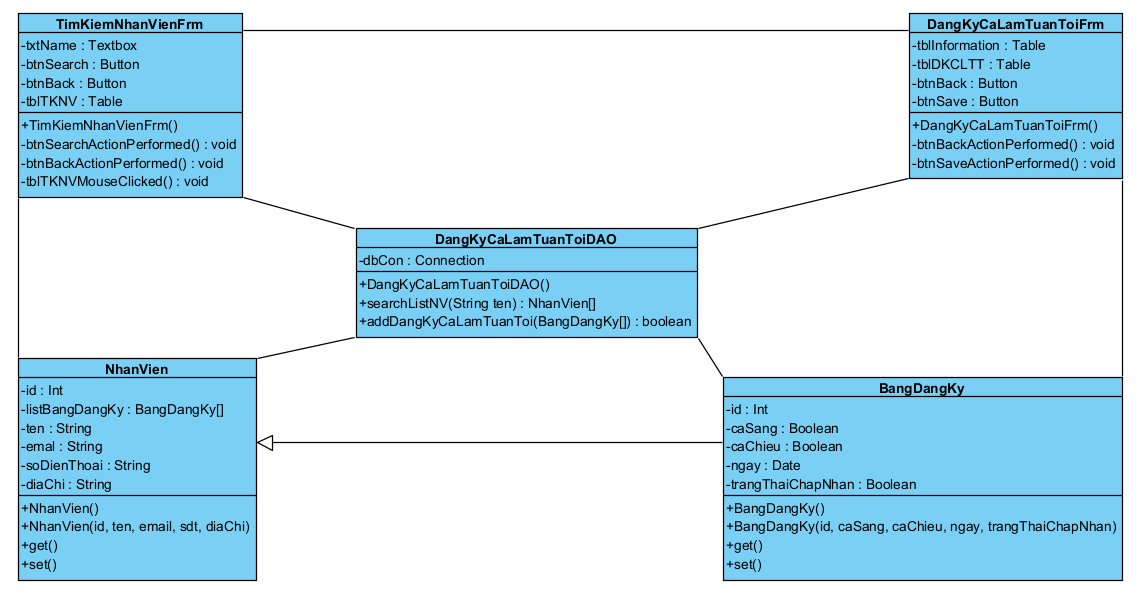 TimKiemNhanVienFrm
-txtName : Textbox
-btnSearch : Button
-btnBack : Button
-tblTKNV : Table
+TimKiemNhanVienFrm()
-btnSearchActionPerformed() : void
-btnBackActionPerformed() : void
-tblTKNVMouseClicked() : void
DangKyCaLamTuanToiFrm
-tblInformation : Table
-tblDKCLTT : Table
-btnBack : Button
-btnSave : Button
+DangKyCaLamTuanToiFrm()
-btnBackActionPerformed() : void
-btnSaveActionPerformed() : void
DangKyCaLamTuanToiDAO
-dbCon : Connection
+DangKyCaLamTuanToiDAO()
+searchListNV(String ten) : NhanVien[]
+addDangKyCaLamTuanToi(BangDangKy[]) : boolean
NhanVien
-id : Int
-listBangDangKy : BangDangKy[]
-ten : String
-emal : String
-soDienThoai : String
-diaChi : String
+NhanVien()
+NhanVien(id, ten, email, sdt, diaChi)
+get()
+set()
BangDangKy
-id : Int
-caSang : Boolean
-caChieu : Boolean
-ngay : Date
-trangThaiChapNhan : Boolean
+BangDangKy()
+BangDangKy(id, caSang, caChieu, ngay, trangThaiChapNhan)
+get()
+set()